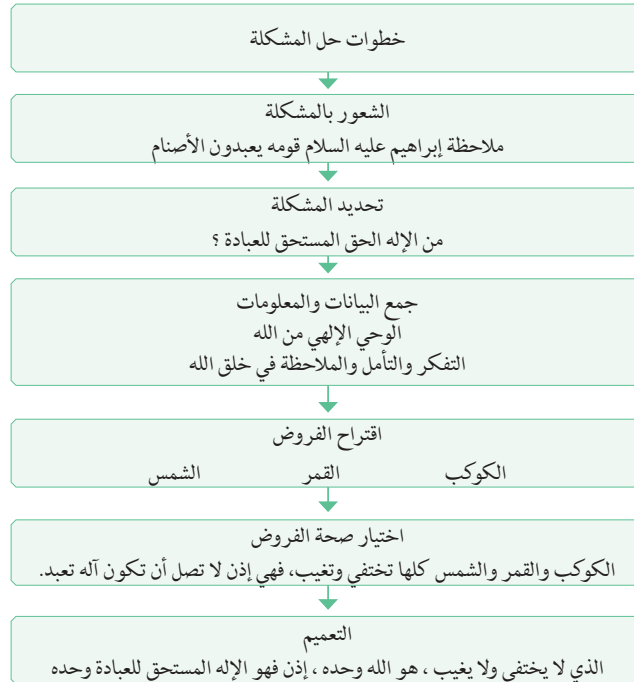 خطوات حل المشكلة
الشعور بالمشكلة
ملاحظة إبراهيم عليه السلام قومه يعبدون الأصنام
تحديد المشكلة
من الإله الحق المستحق للعبادة ؟
جمع البيانات والمعلومات
الوحي الإلهي من الله
التفكر والتأمل والملاحظة في خلق الله
اقتراح الفروض
الكوكب القمر الشمس
اختيار صحة الفروض
الكوكب والقمر والشمس كلها تختفي وتغيب، فهي إذن لا تصل أن تكون آله تعبد.
التعميم
الذي لا يختفي ولا يغيب ، هو الله وحده ، إذن فهو الإله المستحق للعبادة وحده